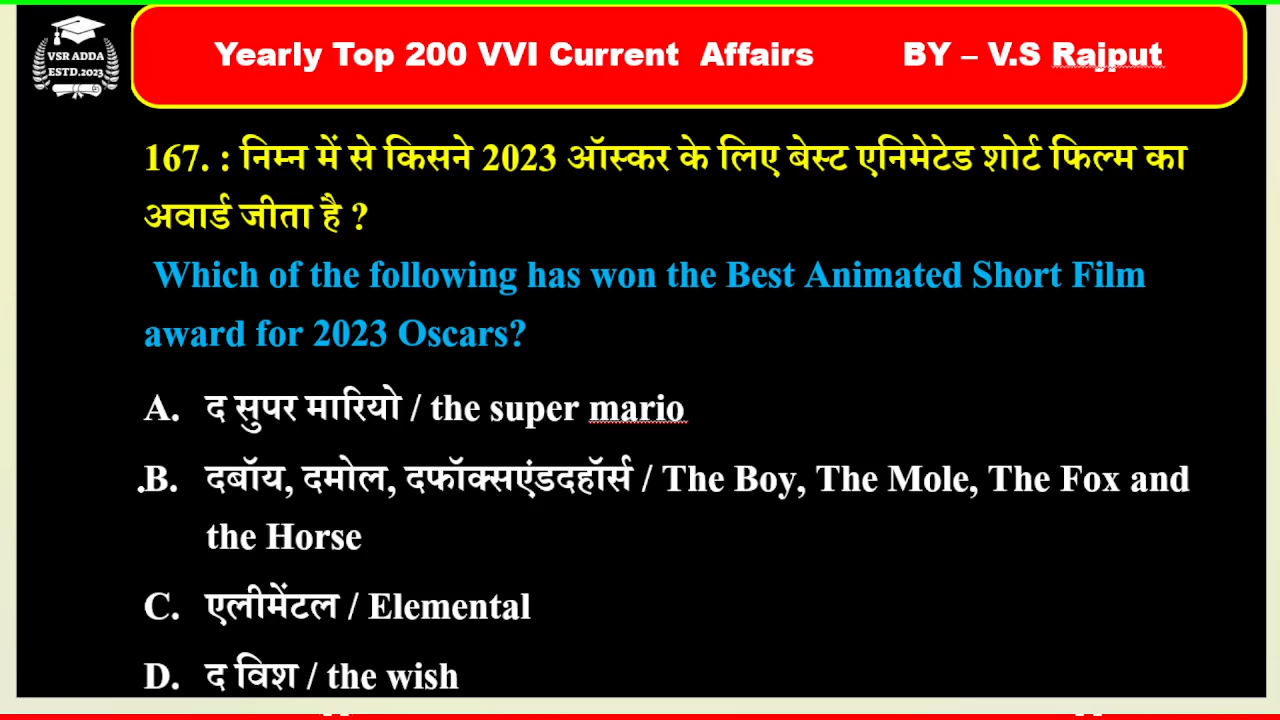 VSR ADDA
ESTD.2023
Yearly Top 200 VVI Current Affairs BY – V.S Rajput
167. : निम्न में से किसने 2023 ऑस्कर के लिए बेस्ट एनिमेटेड शोर्ट फिल्म का
अवार्ड जीता है ?
Which of the following has won the Best Animated Short Film
award for 2023 Oscars?
A. द सुपर मारियो / the super mario
B. दबॉय, दमोल, दफॉक्सएंडदहॉर्स / The Boy, The Mole, The Fox and
the Horse
C. एलीमेंटल / Elemental
D. द विश / the wish